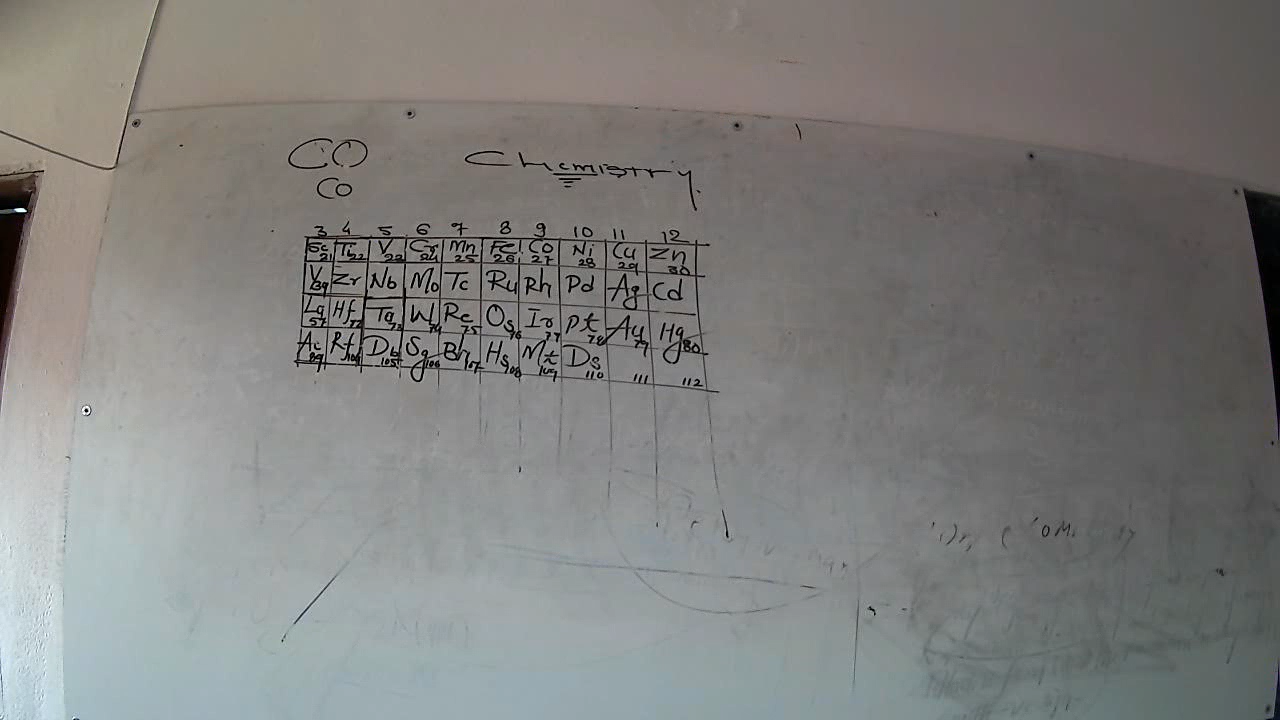 CO Chemistry.
Co
3 4 5 6 7 8 9 10 11 12
Sc 21 Ti 22 V 23 Cr 24 Mn 25 Fe 26 Co 27 Ni 28 Cu 29 Zn 30
Y 39 Zr Nb Mo Tc Ru Rh Pd Ag Cd
La 57 Hf 72 Ta 73 W 74 Re 75 Os 76 Ir 77 Pt 78 Au 79 Hg 80
Ac 89 Rf 104 Db 105 Sg 106 Bh 107 Hs 108 Mt 109 Ds 110 111 112